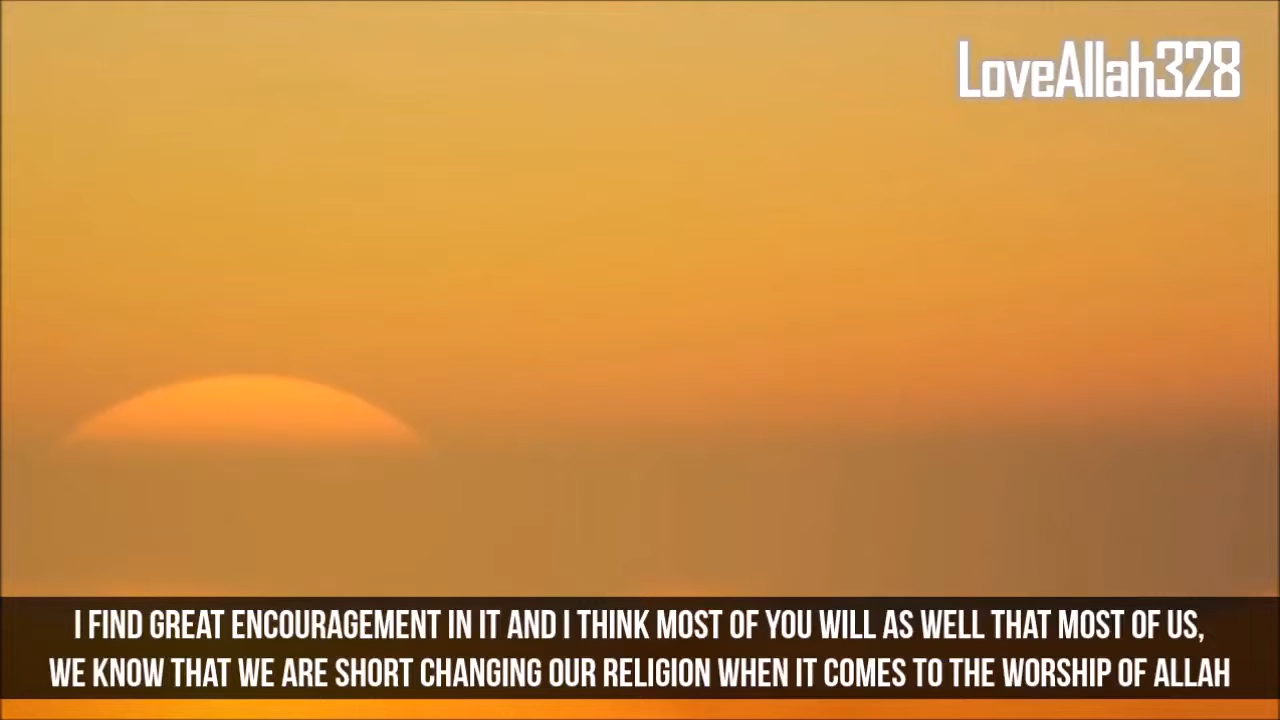 LoveAllah328
I FIND GREAT ENCOURAGEMENT IN IT AND I THINK MOST OF YOU WILL AS WELL THAT MOST OF US,
WE KNOW THAT WE ARE SHORT CHANGING OUR RELIGION WHEN IT COMES TO THE WORSHIP OF ALLAH